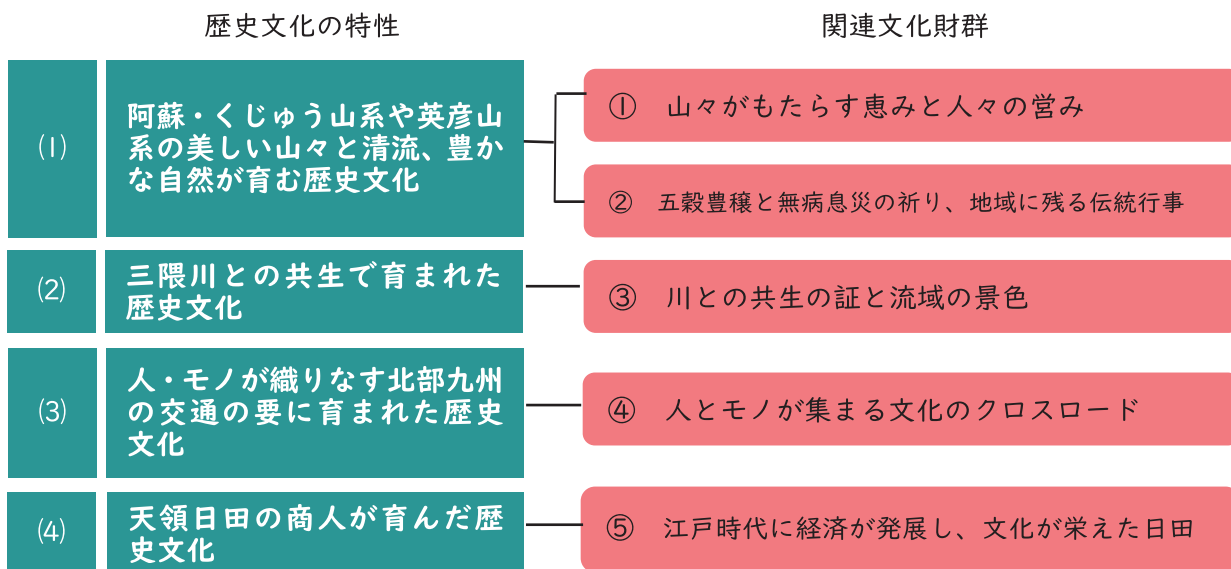 歴史文化の特性
関連文化財群
(1)
阿蘇・くじゅう山系や英彦山
系の美しい山々と清流、豊か
な自然が育む歴史文化
① 山々がもたらす恵みと人々の営み
② 五穀豊穣と無病息災の祈り、地域に残る伝統行事
(2)
三隈川との共生で育まれた
歴史文化
③ 川との共生の証と流域の景色
(3)
人・モノが織りなす北部九州
の交通の要に育まれた歴史
文化
④ 人とモノが集まる文化のクロスロード
(4)
天領日田の商人が育んだ歴
史文化
⑤ 江戸時代に経済が発展し、文化が栄えた日田